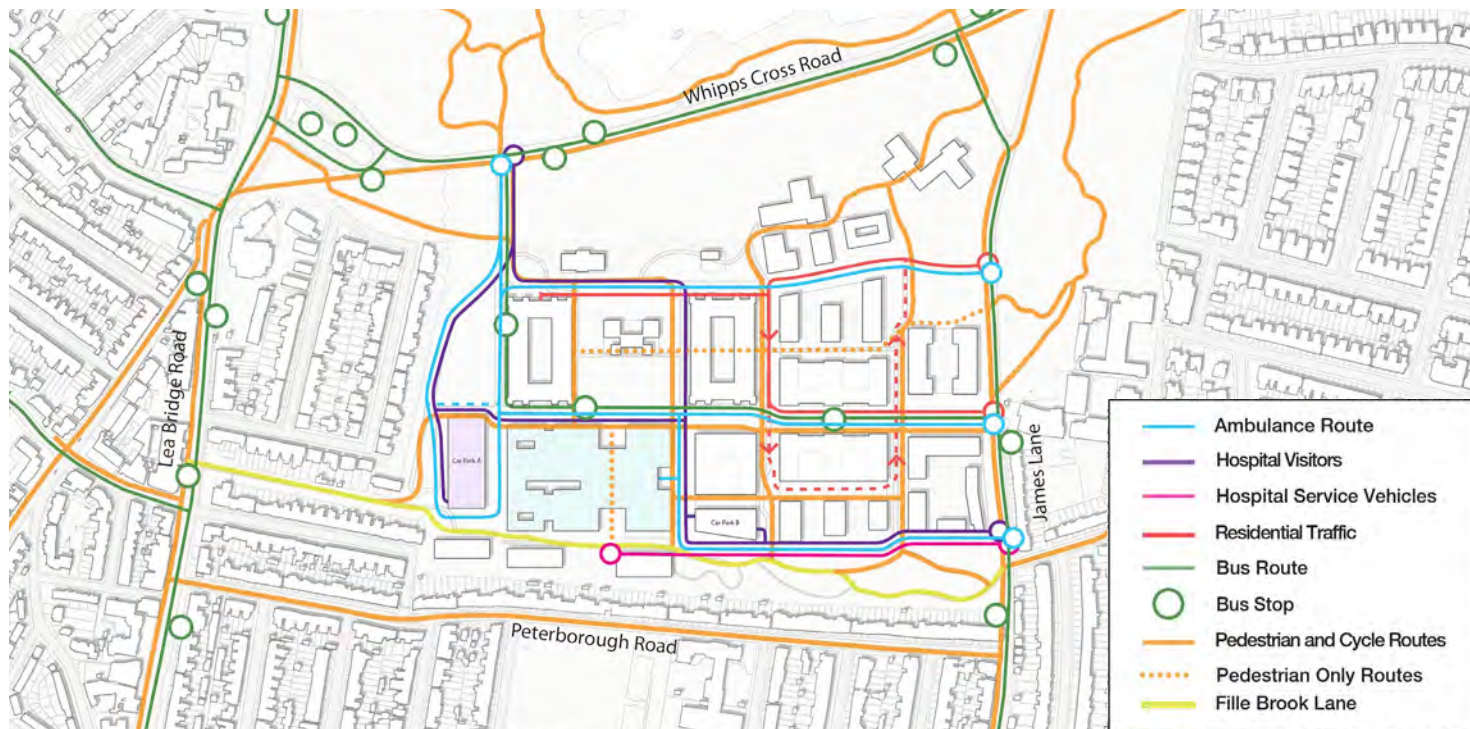 Whipps Cross Road
Lea Bridge Road
Car Park A
Car Park B
James Lane
Peterborough Road
Ambulance Route
Hospital Visitors
Hospital Service Vehicles
Residential Traffic
Bus Route
Bus Stop
Pedestrian and Cycle Routes
Pedestrian Only Routes
Fille Brook Lane